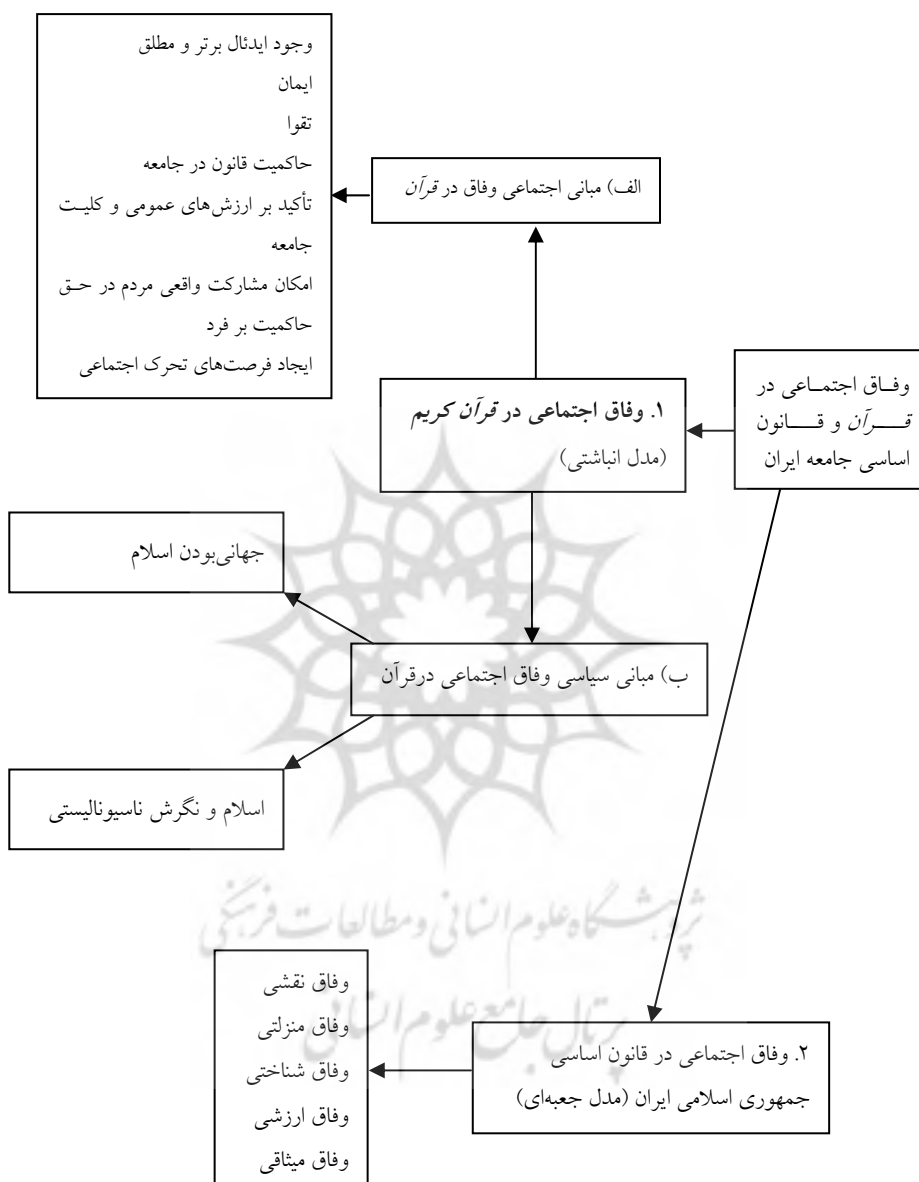 وجود ایدئال برتر و مطلق
ایمان
تقوا
حاکمیت قانون در جامعه
تأکید بر ارزش‌های عمومی و کلیت
جامعه
امکان مشارکت واقعی مردم در حق
حاکمیت بر فرد
ایجاد فرصت‌های تحرک اجتماعی
الف) مبانی اجتماعی وفاق در قرآن
وفاق اجتماعی در
قرآن و قانون
اساسی جامعه ایران
۱. وفاق اجتماعی در قرآن کریم
(مدل انباشتی)
جهانی‌بودن اسلام
ب) مبانی سیاسی وفاق اجتماعی درقرآن
اسلام و نگرش ناسیونالیستی
پژوهشگاه علوم انسانی و مطالعات فرهنگی
پرتال جامع علوم انسانی
وفاق نقشی
وفاق منزلتی
وفاق شناختی
وفاق ارزشی
وفاق میثاقی
۲. وفاق اجتماعی در قانون اساسی
جمهوری اسلامی ایران (مدل جعبه‌ای)